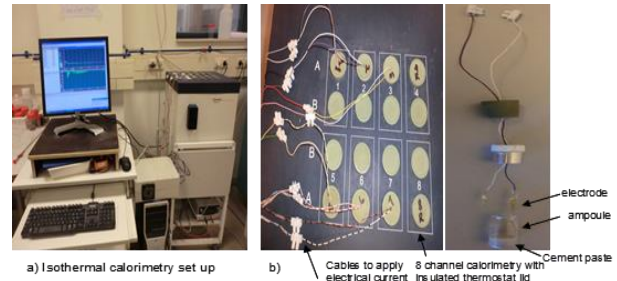 A
1
2
3
4
B
B
5
6
7
8
A
electrode
ampoule
Cement paste
a) Isothermal calorimetry set up
b)
Cables to apply
electrical current
8 channel calorimetry with
insulated thermostat lid